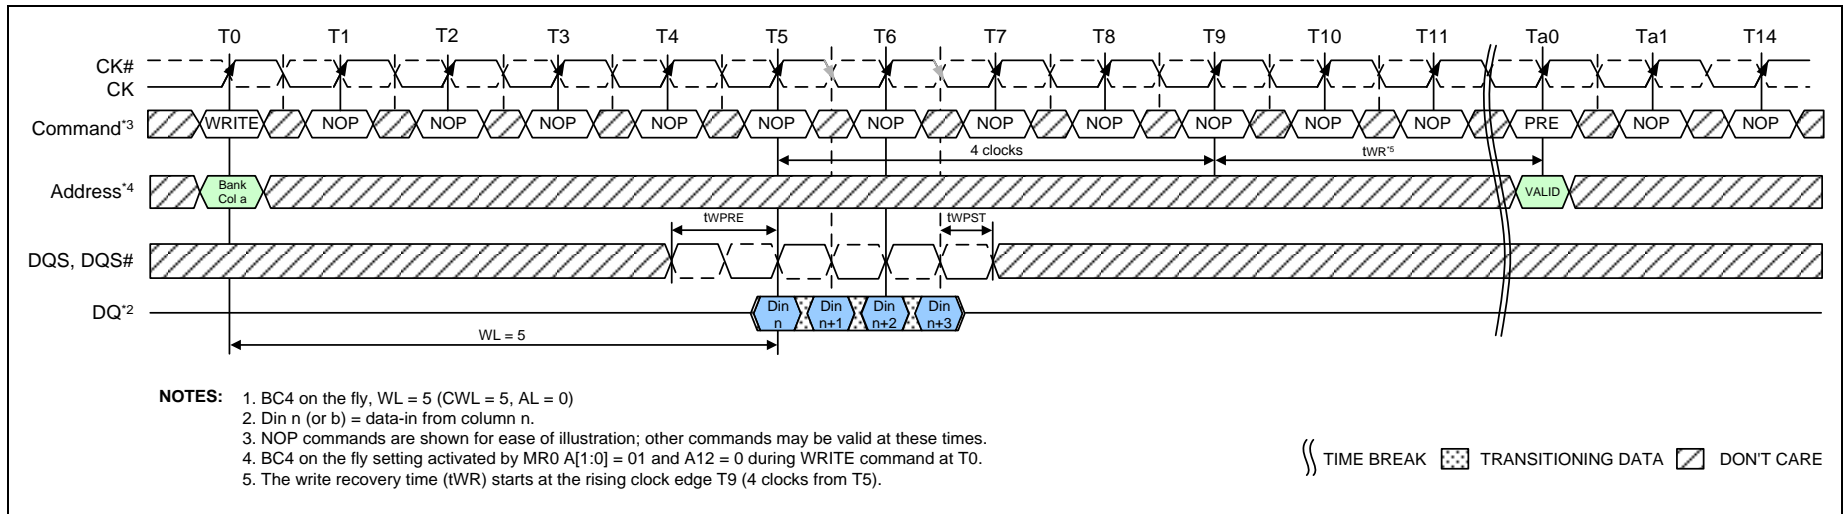 T0 T1 T2 T3 T4 T5 T6 T7 T8 T9 T10 T11 Ta0 Ta1 T14
CK#
CK
Command*3 WRITE NOP NOP NOP NOP NOP NOP NOP NOP NOP NOP NOP PRE NOP NOP
4 clocks tWR*5
Address*4 Bank Col a VALID
tWPRE tWPST
DQS, DQS#
DQ*2 Din n Din n+1 Din n+2 Din n+3
WL = 5
NOTES: 1. BC4 on the fly, WL = 5 (CWL = 5, AL = 0)
2. Din n (or b) = data-in from column n.
3. NOP commands are shown for ease of illustration; other commands may be valid at these times.
4. BC4 on the fly setting activated by MR0 A[1:0] = 01 and A12 = 0 during WRITE command at T0.
5. The write recovery time (tWR) starts at the rising clock edge T9 (4 clocks from T5).
TIME BREAK TRANSITIONING DATA DON'T CARE